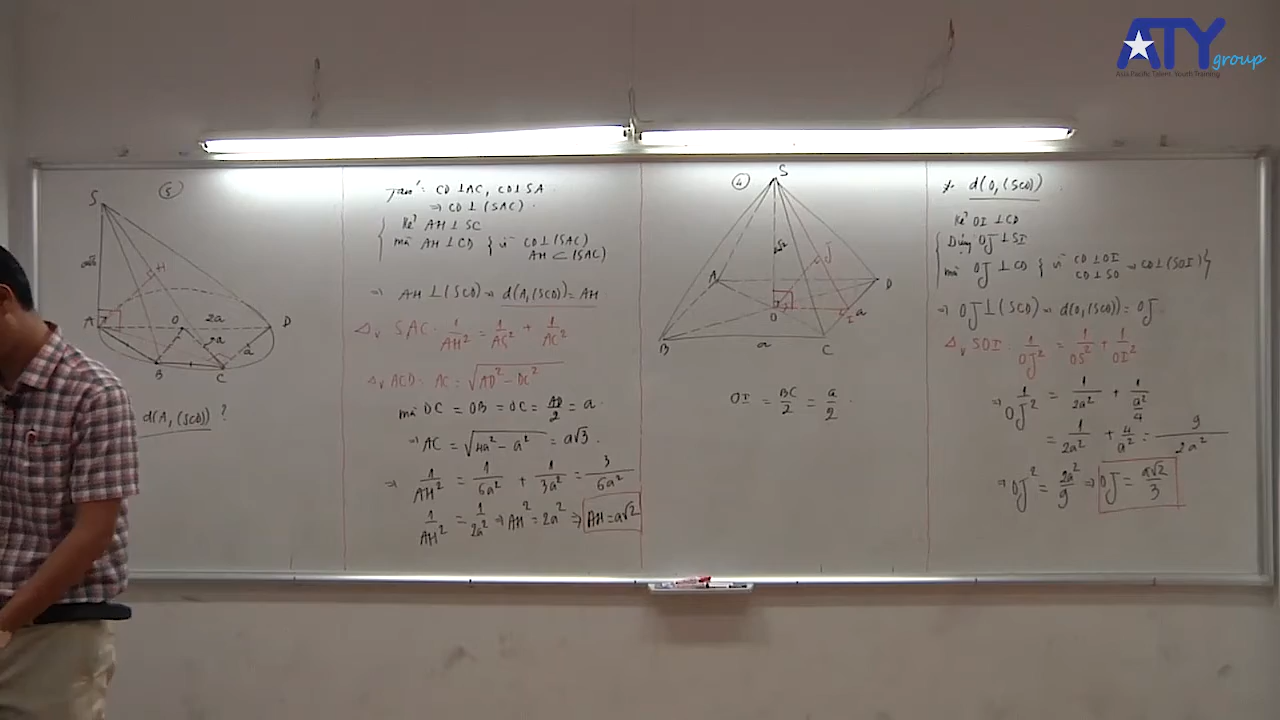 ATY group
Asia Pacific Talent Youth Training
⑤
S
H
A
O
2a
D
a
a
B
C
d(A,(SCD)) ?
CD ⊥ AC, CD ⊥ SA
⇒ CD ⊥ (SAC).
Kẻ AH ⊥ SC
mà AH ⊥ CD { vì CD ⊥ (SAC)
AH ⊂ (SAC)
⇒ AH ⊥ (SCD) ⇒ d(A,(SCD)) = AH
Δv SAC: 1/AH² = 1/AS² + 1/AC²
Δv ACD: AC = √(AD² - DC²)
mà DC = OB = OC = AD/2 = a.
⇒ AC = √(4a² - a²) = a√3.
⇒ 1/AH² = 1/6a² + 1/3a² = 3/6a²
1/AH² = 1/2a² ⇒ AH² = 2a² ⇒ AH = a√2
④
S
J
A
D
O
I
a
B
a
C
OI = BC/2 = a/2
* d(O,(SCD)).
Kẻ OI ⊥ CD
Dựng OJ ⊥ SI
mà OJ ⊥ CD { vì CD ⊥ OI
CD ⊥ SO ⇒ CD ⊥ (SOI) }
⇒ OJ ⊥ (SCD) ⇒ d(O,(SCD)) = OJ.
Δv SOI: 1/OJ² = 1/OS² + 1/OI²
⇒ 1/OJ² = 1/2a² + 1/(a²/4)
= 1/2a² + 4/a² = 9/2a²
⇒ OJ² = 2a²/9 ⇒ OJ = a√2/3